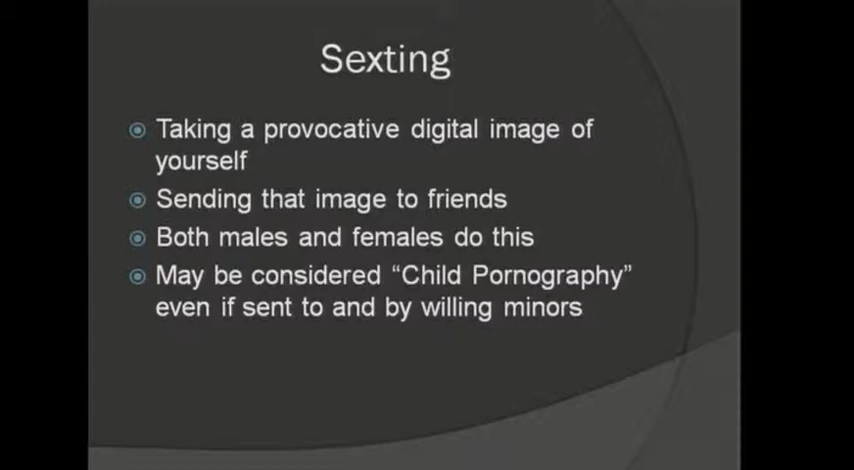 Sexting
Taking a provocative digital image of
yourself
Sending that image to friends
Both males and females do this
May be considered “Child Pornography”
even if sent to and by willing minors